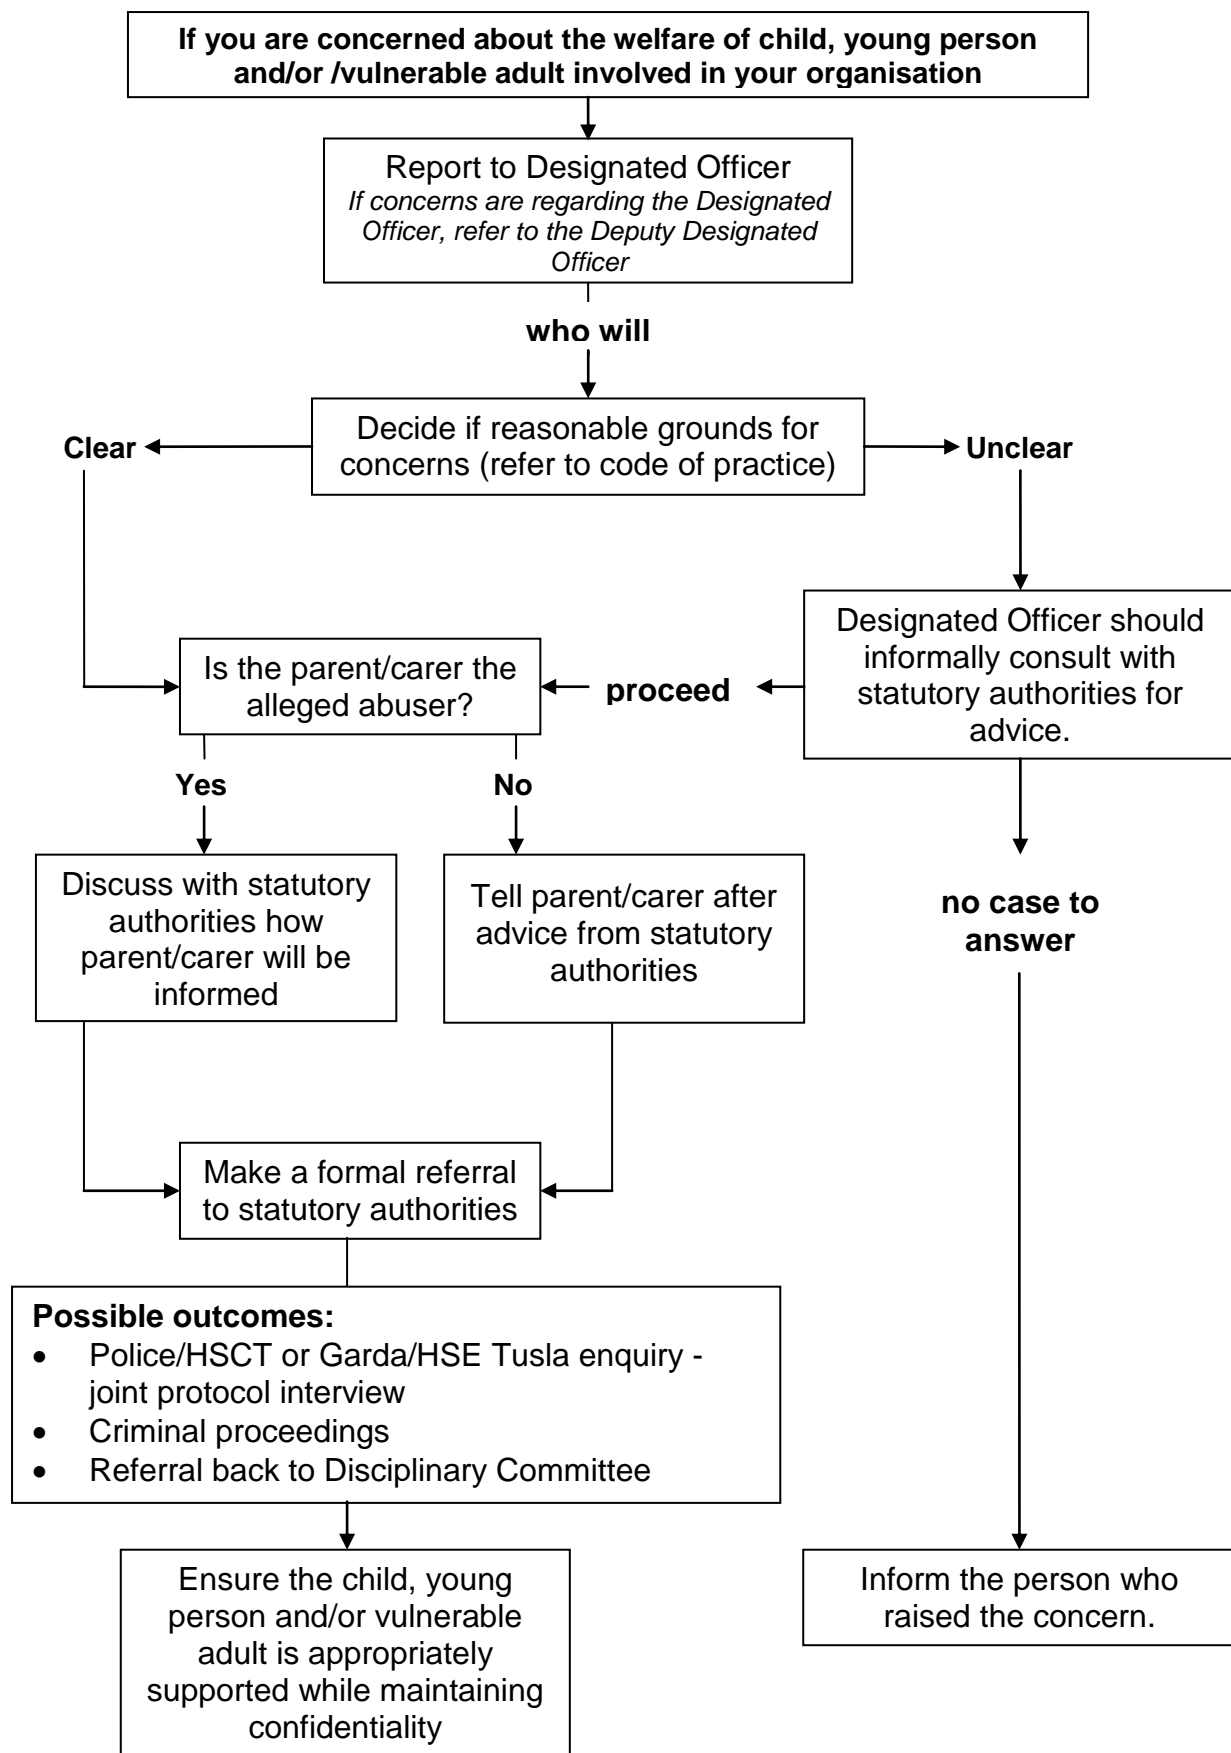 If you are concerned about the welfare of child, young person
and/or /vulnerable adult involved in your organisation
Report to Designated Officer
If concerns are regarding the Designated
Officer, refer to the Deputy Designated
Officer
who will
Decide if reasonable grounds for
concerns (refer to code of practice)
Clear
Unclear
Designated Officer should
informally consult with
statutory authorities for
advice.
Is the parent/carer the
alleged abuser?
proceed
Yes
No
Discuss with statutory
authorities how
parent/carer will be
informed
Tell parent/carer after
advice from statutory
authorities
no case to
answer
Make a formal referral
to statutory authorities
Possible outcomes:
• Police/HSCT or Garda/HSE Tusla enquiry -
joint protocol interview
• Criminal proceedings
• Referral back to Disciplinary Committee
Ensure the child, young
person and/or vulnerable
adult is appropriately
supported while maintaining
confidentiality
Inform the person who
raised the concern.